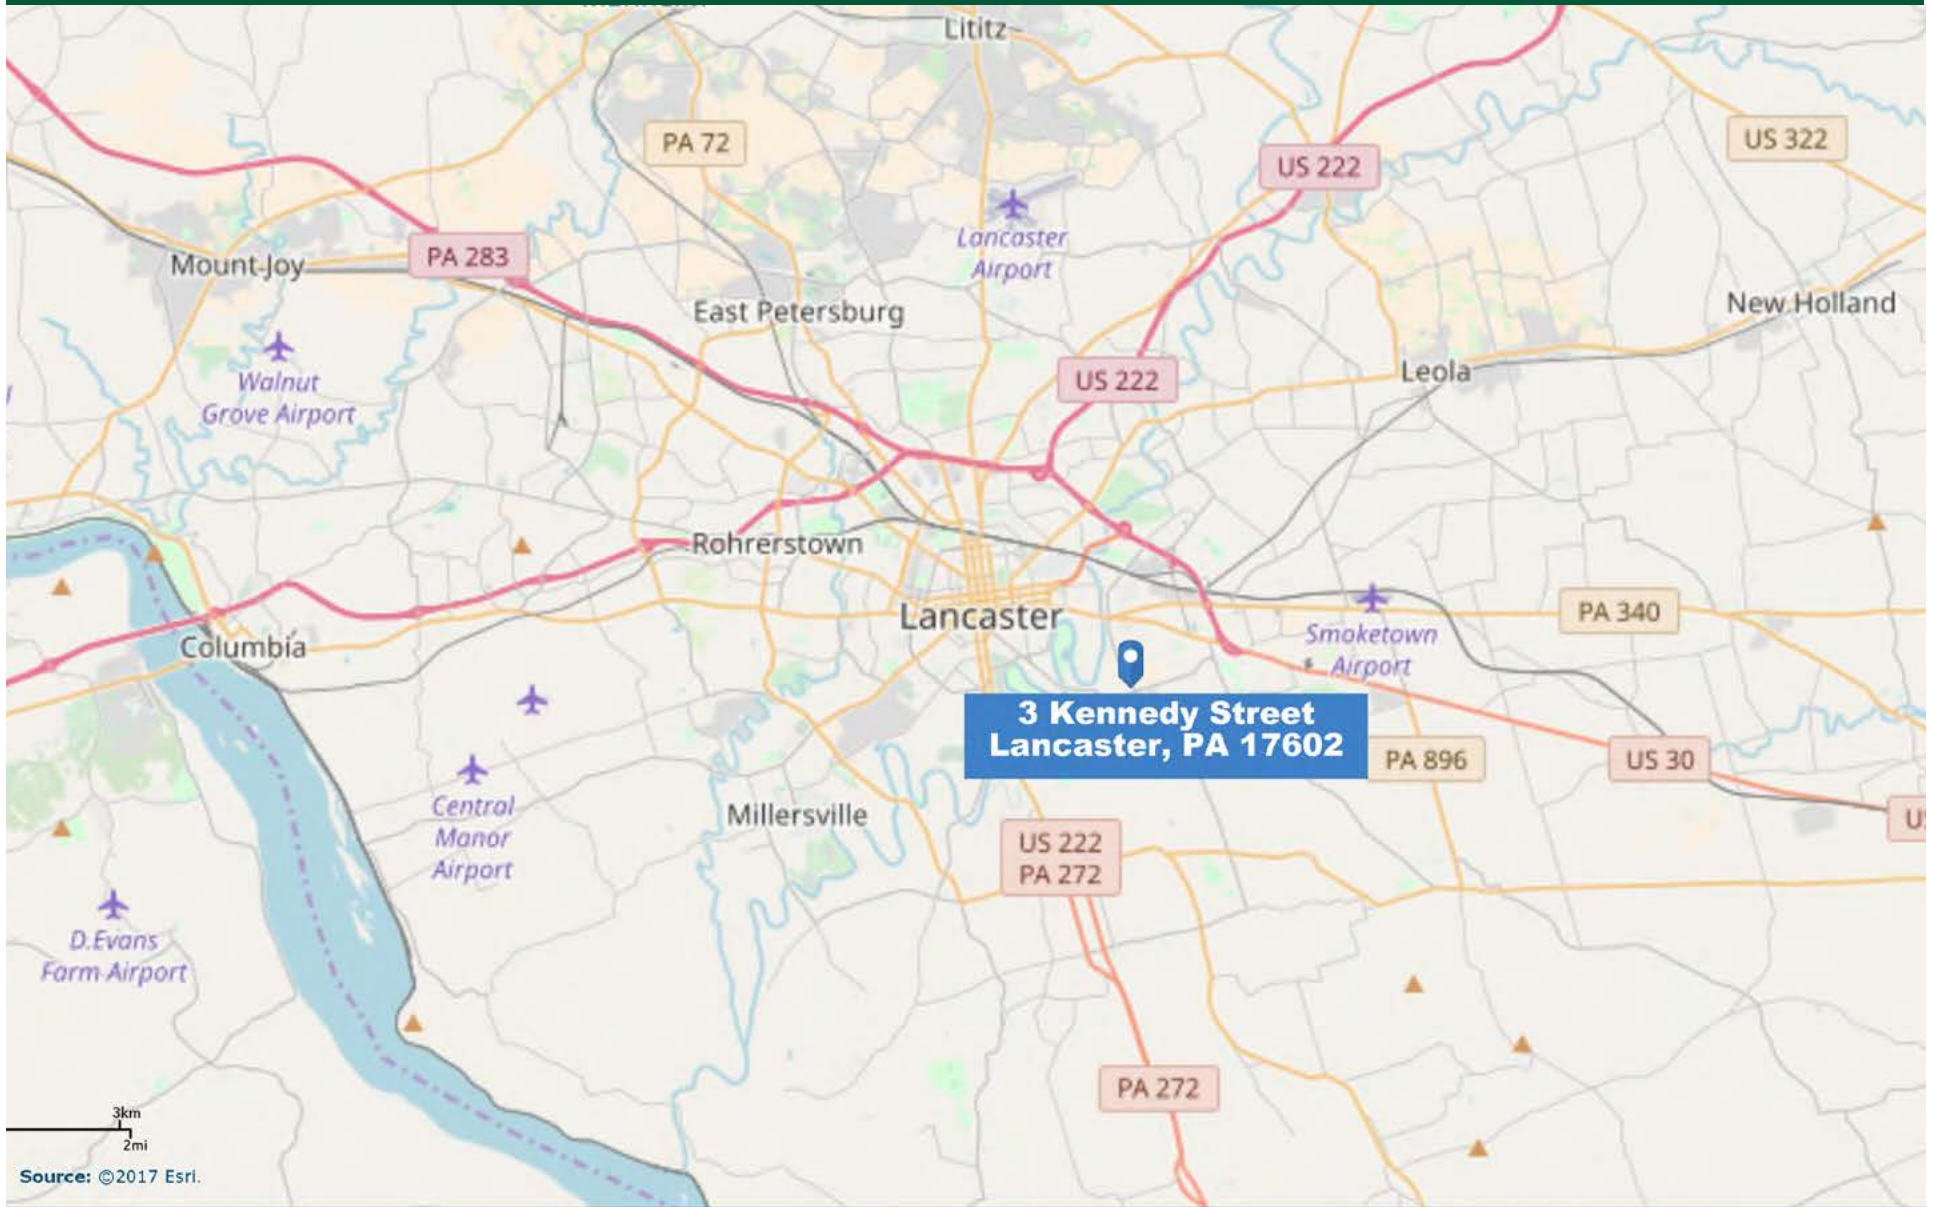 Lititz
PA 72
US 322
US 222
Lancaster
Airport
PA 283
Mount Joy
East Petersburg
New Holland
Walnut
Grove Airport
US 222
Leola
Rohrerstown
Lancaster
PA 340
Smoketown
Airport
Columbia
3 Kennedy Street
Lancaster, PA 17602
PA 896
US 30
Central
Manor
Airport
Millersville
US 222
PA 272
D.Evans
Farm Airport
PA 272
3km
2mi
Source: ©2017 Esri.